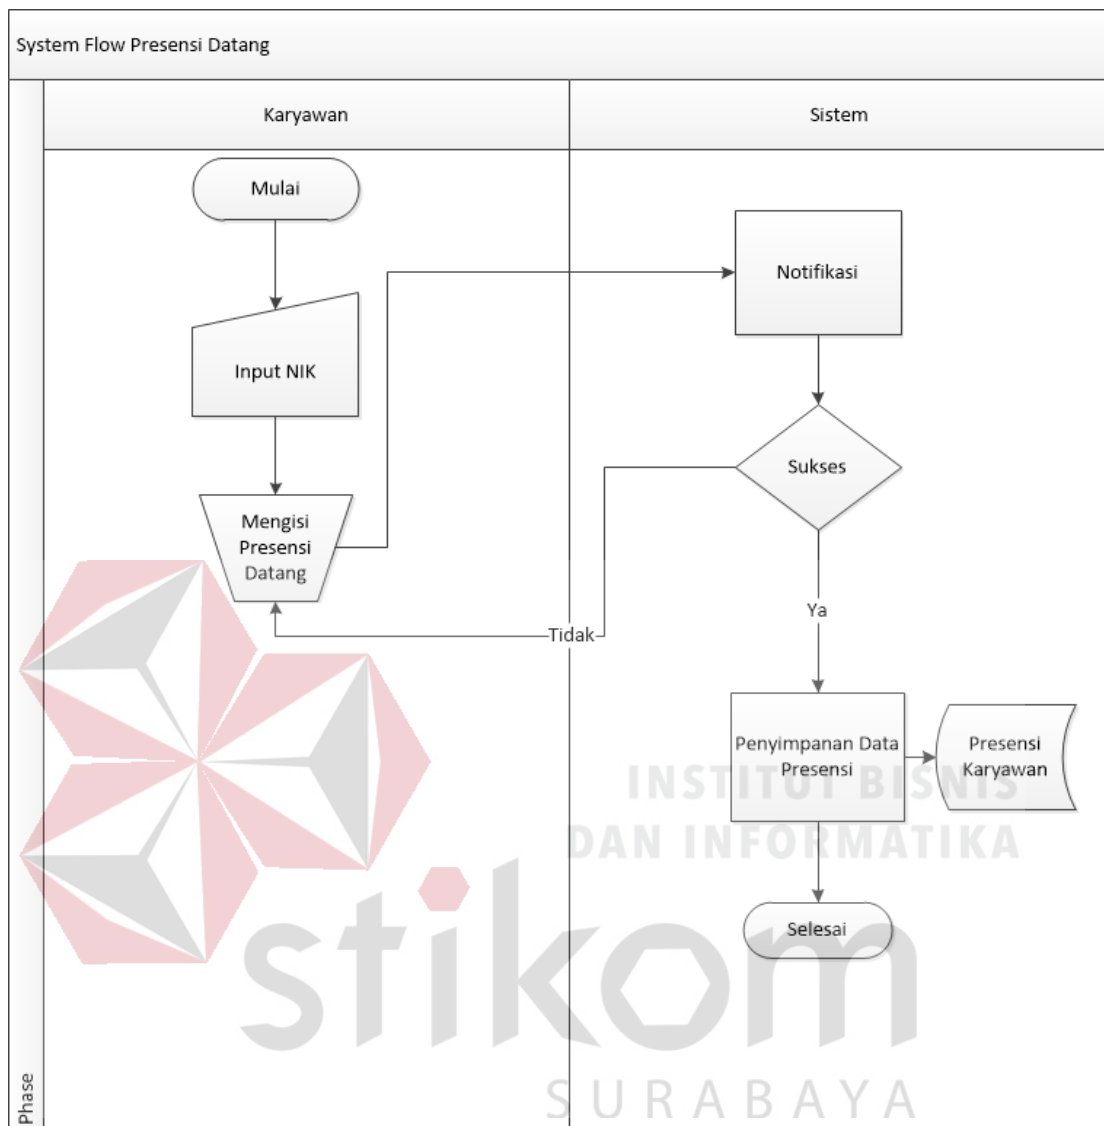 System Flow Presensi Datang
Karyawan
Sistem
Mulai
Input NIK
Mengisi
Presensi
Datang
Notifikasi
Sukses
Tidak
Ya
Penyimpanan Data
Presensi
Presensi
Karyawan
Selesai
Phase
INSTITUT BISNIS
DAN INFORMATIKA
stikom
SURABAYA